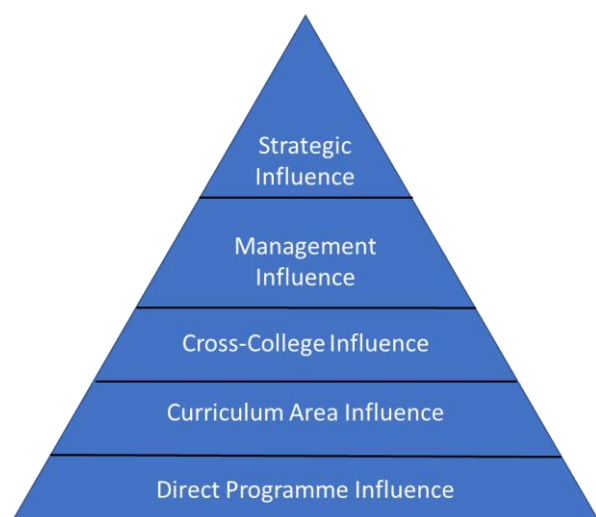 Strategic
Influence
Management
Influence
Cross-College Influence
Curriculum Area Influence
Direct Programme Influence